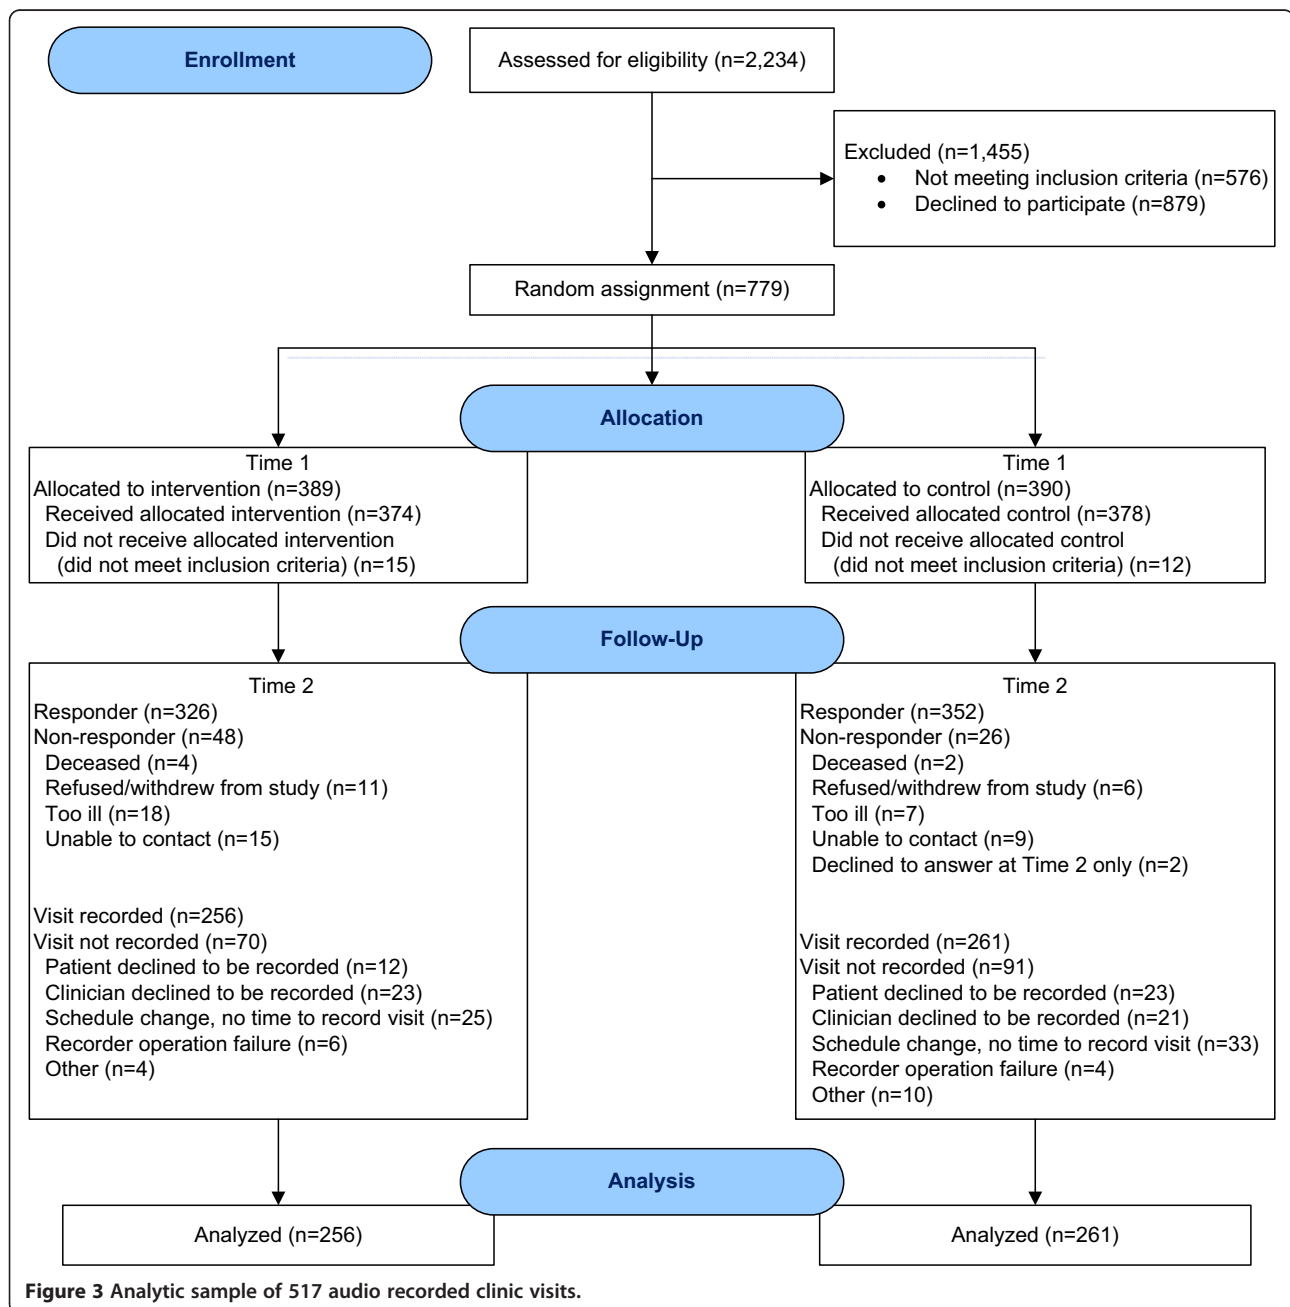 Enrollment
Assessed for eligibility (n=2,234)
Excluded (n=1,455)
• Not meeting inclusion criteria (n=576)
• Declined to participate (n=879)
Random assignment (n=779)
Allocation
Time 1
Allocated to intervention (n=389)
Received allocated intervention (n=374)
Did not receive allocated intervention
(did not meet inclusion criteria) (n=15)
Time 1
Allocated to control (n=390)
Received allocated control (n=378)
Did not receive allocated control
(did not meet inclusion criteria) (n=12)
Follow-Up
Time 2
Responder (n=326)
Non-responder (n=48)
Deceased (n=4)
Refused/withdrew from study (n=11)
Too ill (n=18)
Unable to contact (n=15)
Visit recorded (n=256)
Visit not recorded (n=70)
Patient declined to be recorded (n=12)
Clinician declined to be recorded (n=23)
Schedule change, no time to record visit (n=25)
Recorder operation failure (n=6)
Other (n=4)
Time 2
Responder (n=352)
Non-responder (n=26)
Deceased (n=2)
Refused/withdrew from study (n=6)
Too ill (n=7)
Unable to contact (n=9)
Declined to answer at Time 2 only (n=2)
Visit recorded (n=261)
Visit not recorded (n=91)
Patient declined to be recorded (n=23)
Clinician declined to be recorded (n=21)
Schedule change, no time to record visit (n=33)
Recorder operation failure (n=4)
Other (n=10)
Analysis
Analyzed (n=256)
Analyzed (n=261)
Figure 3 Analytic sample of 517 audio recorded clinic visits.